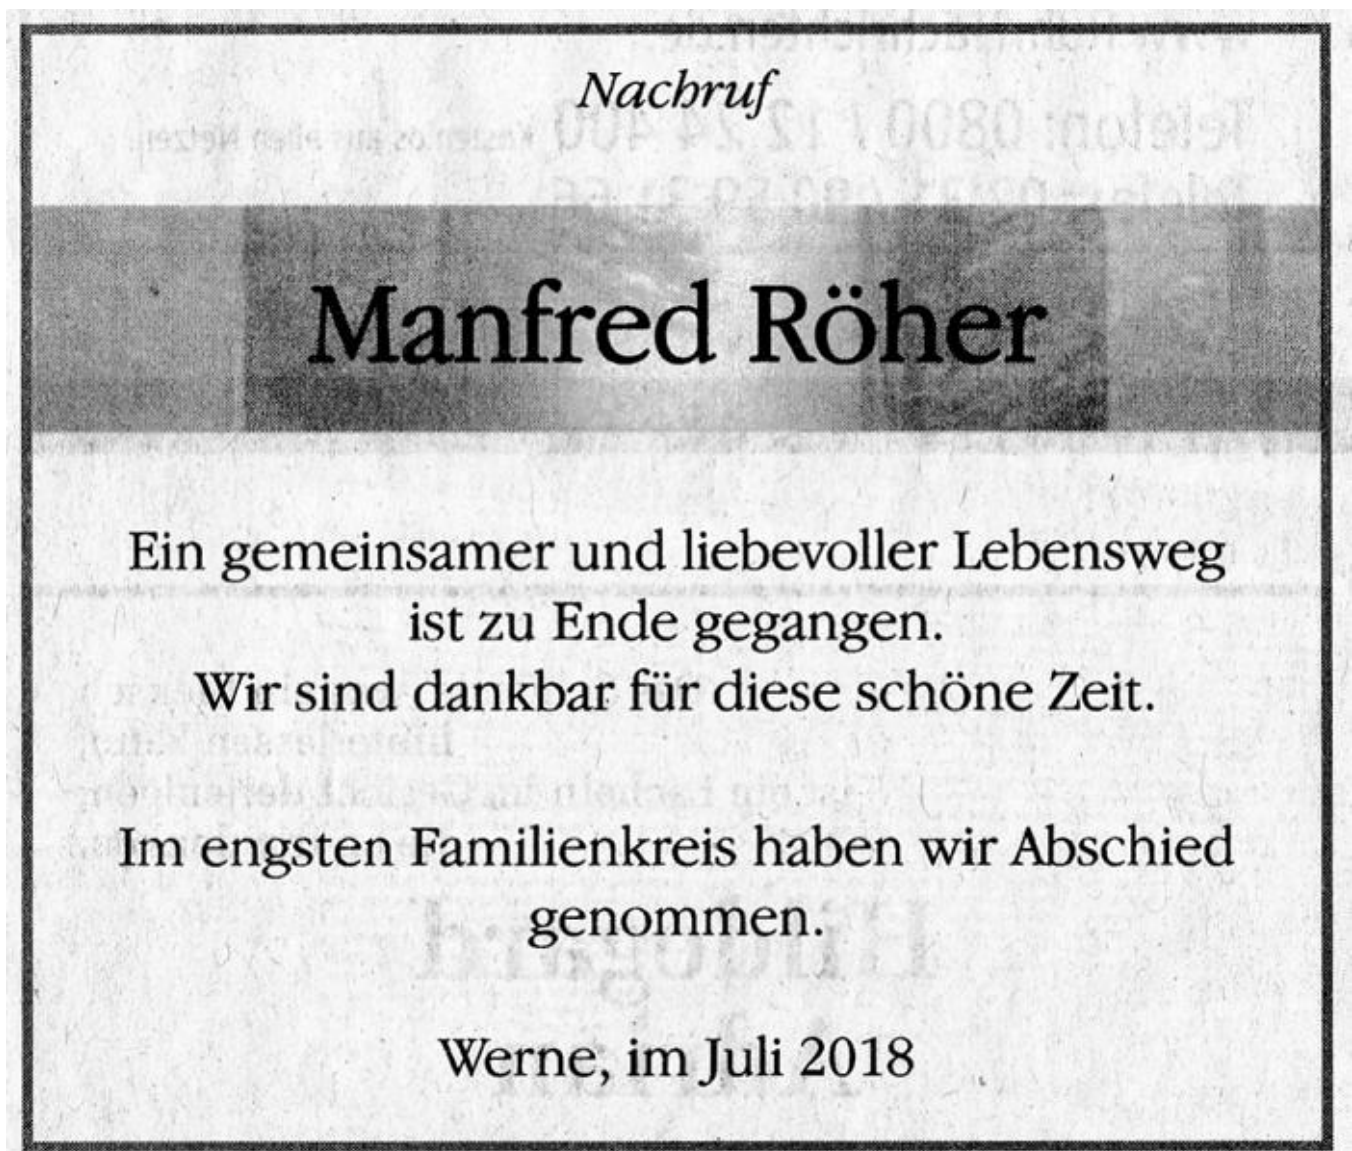 Nachruf
Manfred Röher
Ein gemeinsamer und liebevoller Lebensweg
ist zu Ende gegangen.
Wir sind dankbar für diese schöne Zeit.
Im engsten Familienkreis haben wir Abschied
genommen.
Werne, im Juli 2018